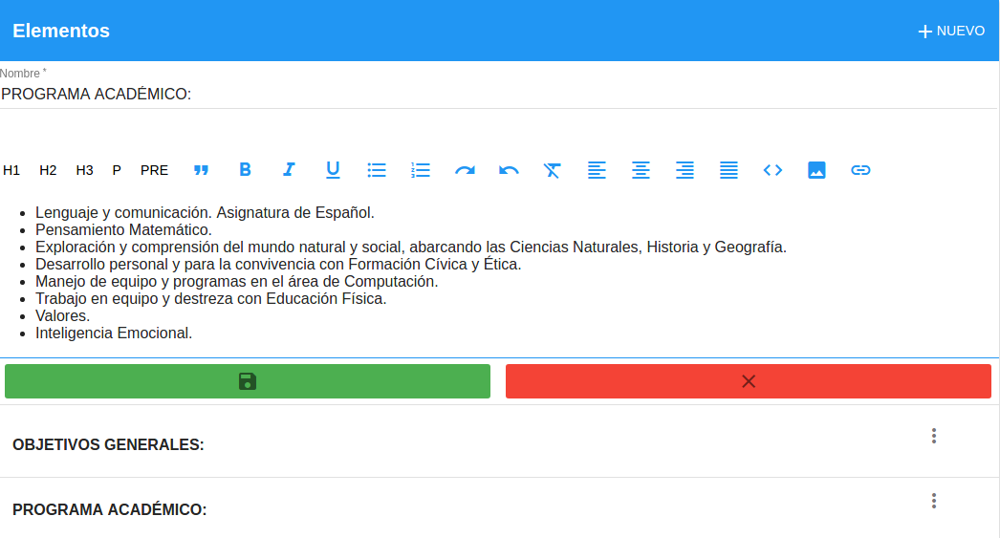 Elementos
NUEVO
Nombre *
PROGRAMA ACADÉMICO:
H1 H2 H3 P PRE
Lenguaje y comunicación. Asignatura de Español.
Pensamiento Matemático.
Exploración y comprensión del mundo natural y social, abarcando las Ciencias Naturales, Historia y Geografía.
Desarrollo personal y para la convivencia con Formación Cívica y Ética.
Manejo de equipo y programas en el área de Computación.
Trabajo en equipo y destreza con Educación Física.
Valores.
Inteligencia Emocional.
OBJETIVOS GENERALES:
PROGRAMA ACADÉMICO: